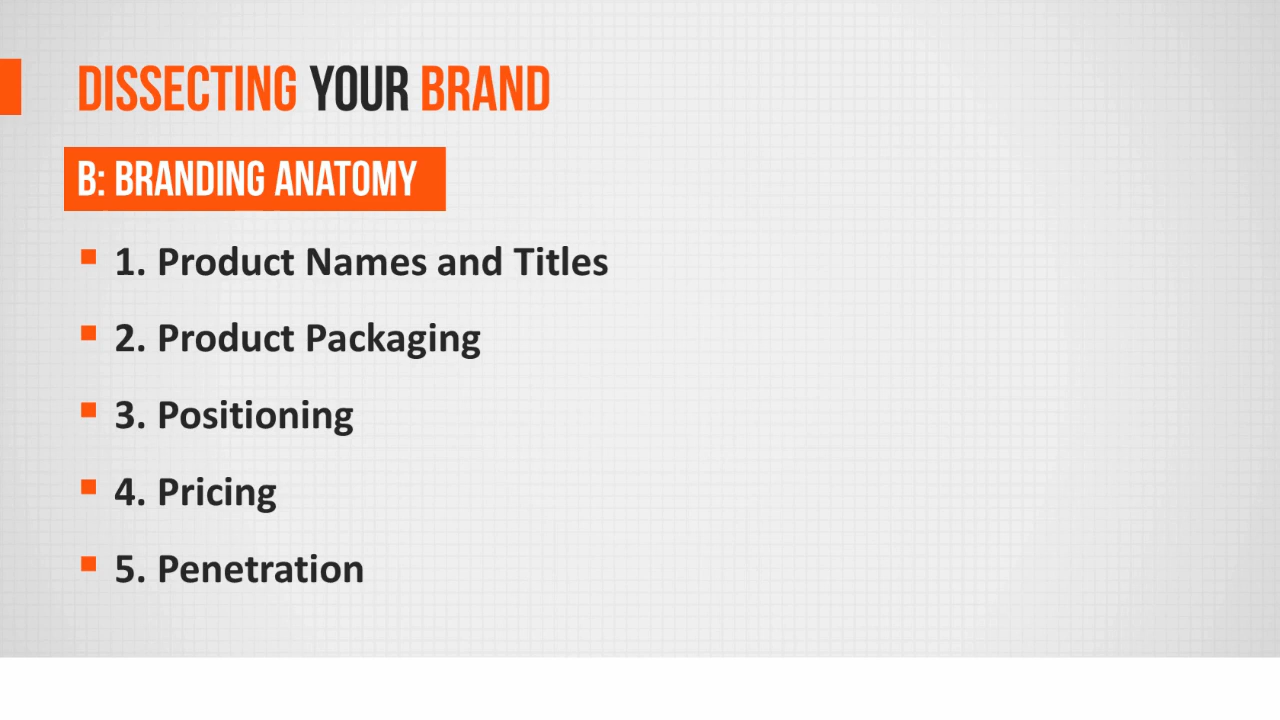 DISSECTING YOUR BRAND
B: BRANDING ANATOMY
1. Product Names and Titles
2. Product Packaging
3. Positioning
4. Pricing
5. Penetration